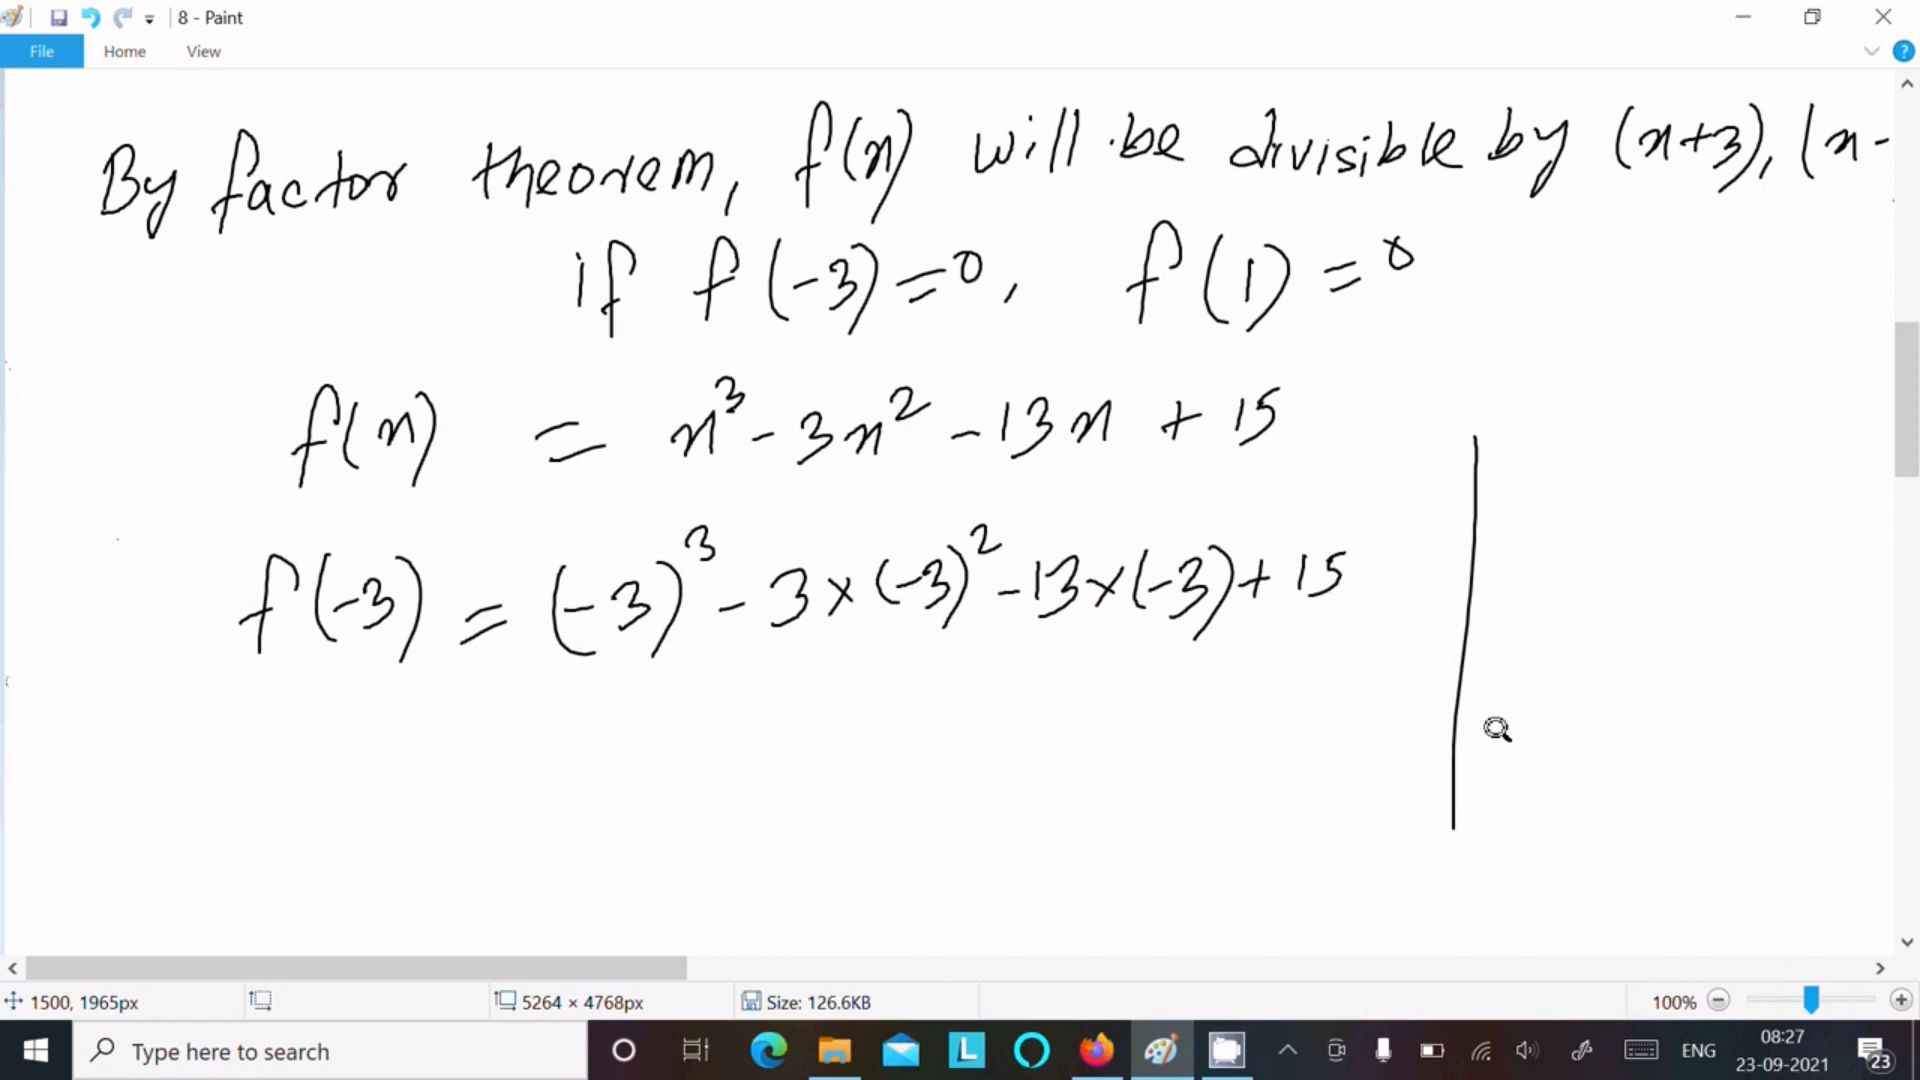 8 - Paint
File Home View
By factor theorem, f(x) will be divisible by (x+3), (x-
if f(-3)=0, f(1)=0
f(x) = x³ - 3x² - 13x + 15
f(-3) = (-3)³ - 3×(-3)² - 13×(-3) + 15
1500, 1965px 5264 × 4768px Size: 126.6KB 100%
Type here to search L ENG 08:27
23-09-2021 23